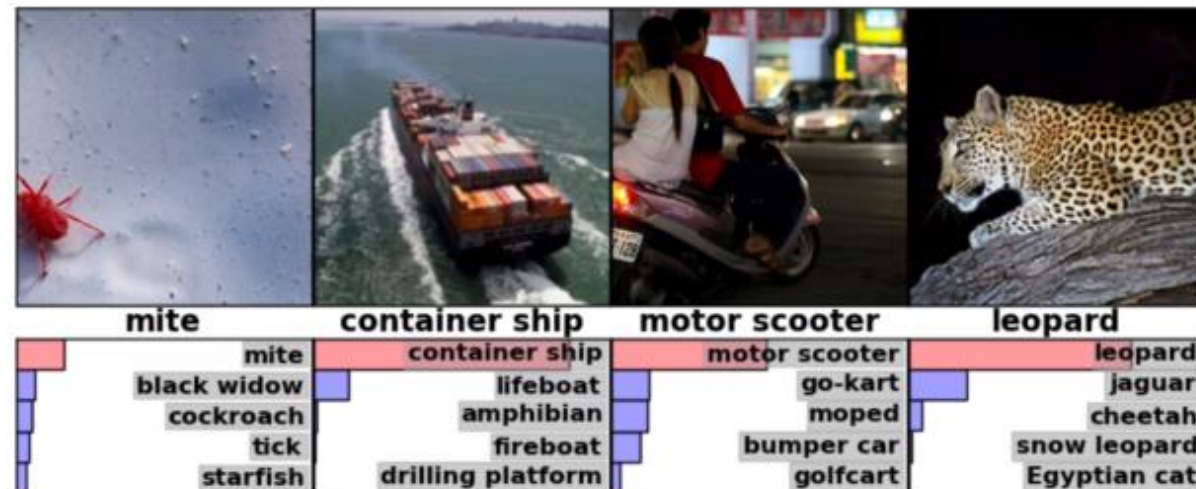 mite
container ship
motor scooter
leopard
mite
black widow
cockroach
tick
starfish
container ship
lifeboat
amphibian
fireboat
drilling platform
motor scooter
go-kart
moped
bumper car
golfcart
leopard
jaguar
cheetah
snow leopard
Egyptian cat